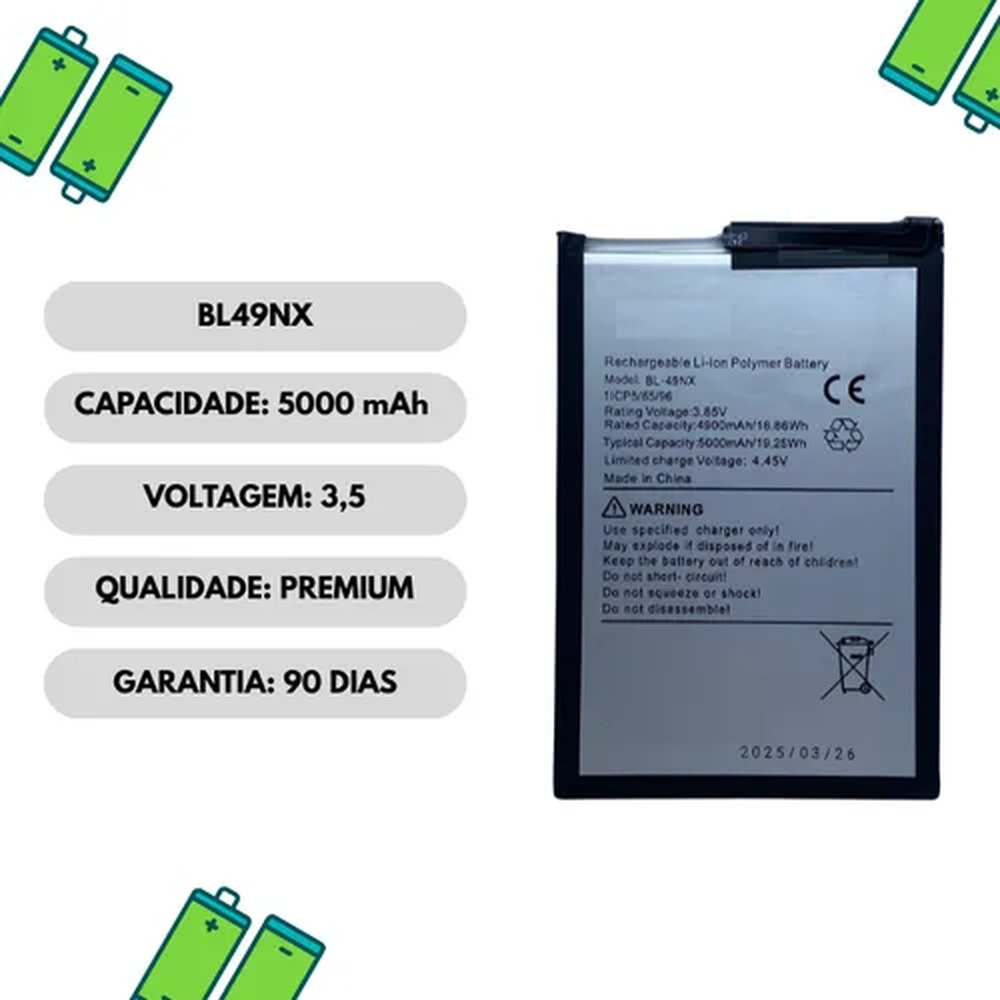 BL49NX
CAPACIDADE: 5000 mAh
VOLTAGEM: 3,5
QUALIDADE: PREMIUM
GARANTIA: 90 DIAS
Rechargeable Li-Ion Polymer Battery
Model: BL-49NX
1ICP5/65/96
Rating Voltage:3.85V
Rated Capacity:4900mAh/18.86Wh
Typical Capacity:5000mAh/19.25Wh
Limited charge Voltage: 4.45V
Made in China
CE
WARNING
Use specified charger only!
May explode if disposed of in fire!
Keep the battery out of reach of children!
Do not short- circuit!
Do not squeeze or shock!
Do not disassemble!
2025/03/26